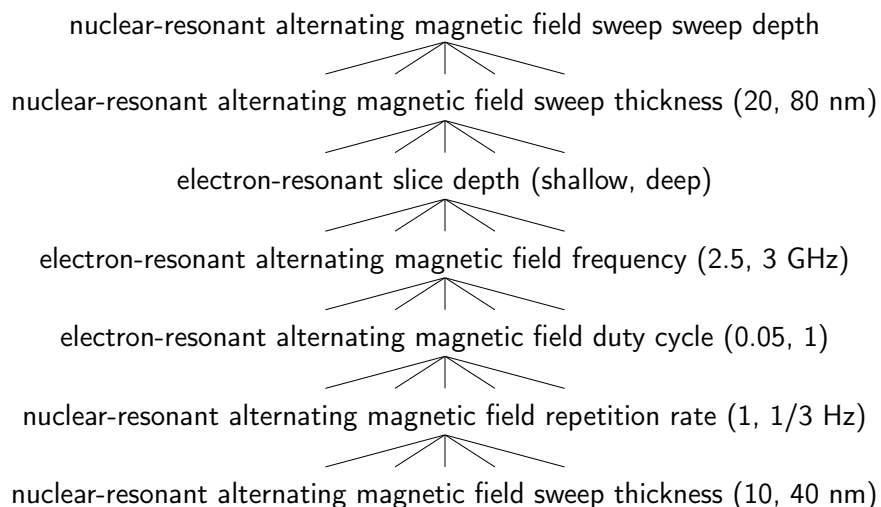 nuclear-resonant alternating magnetic field sweep sweep depth
nuclear-resonant alternating magnetic field sweep thickness (20, 80 nm)
electron-resonant slice depth (shallow, deep)
electron-resonant alternating magnetic field frequency (2.5, 3 GHz)
electron-resonant alternating magnetic field duty cycle (0.05, 1)
nuclear-resonant alternating magnetic field repetition rate (1, 1/3 Hz)
nuclear-resonant alternating magnetic field sweep thickness (10, 40 nm)